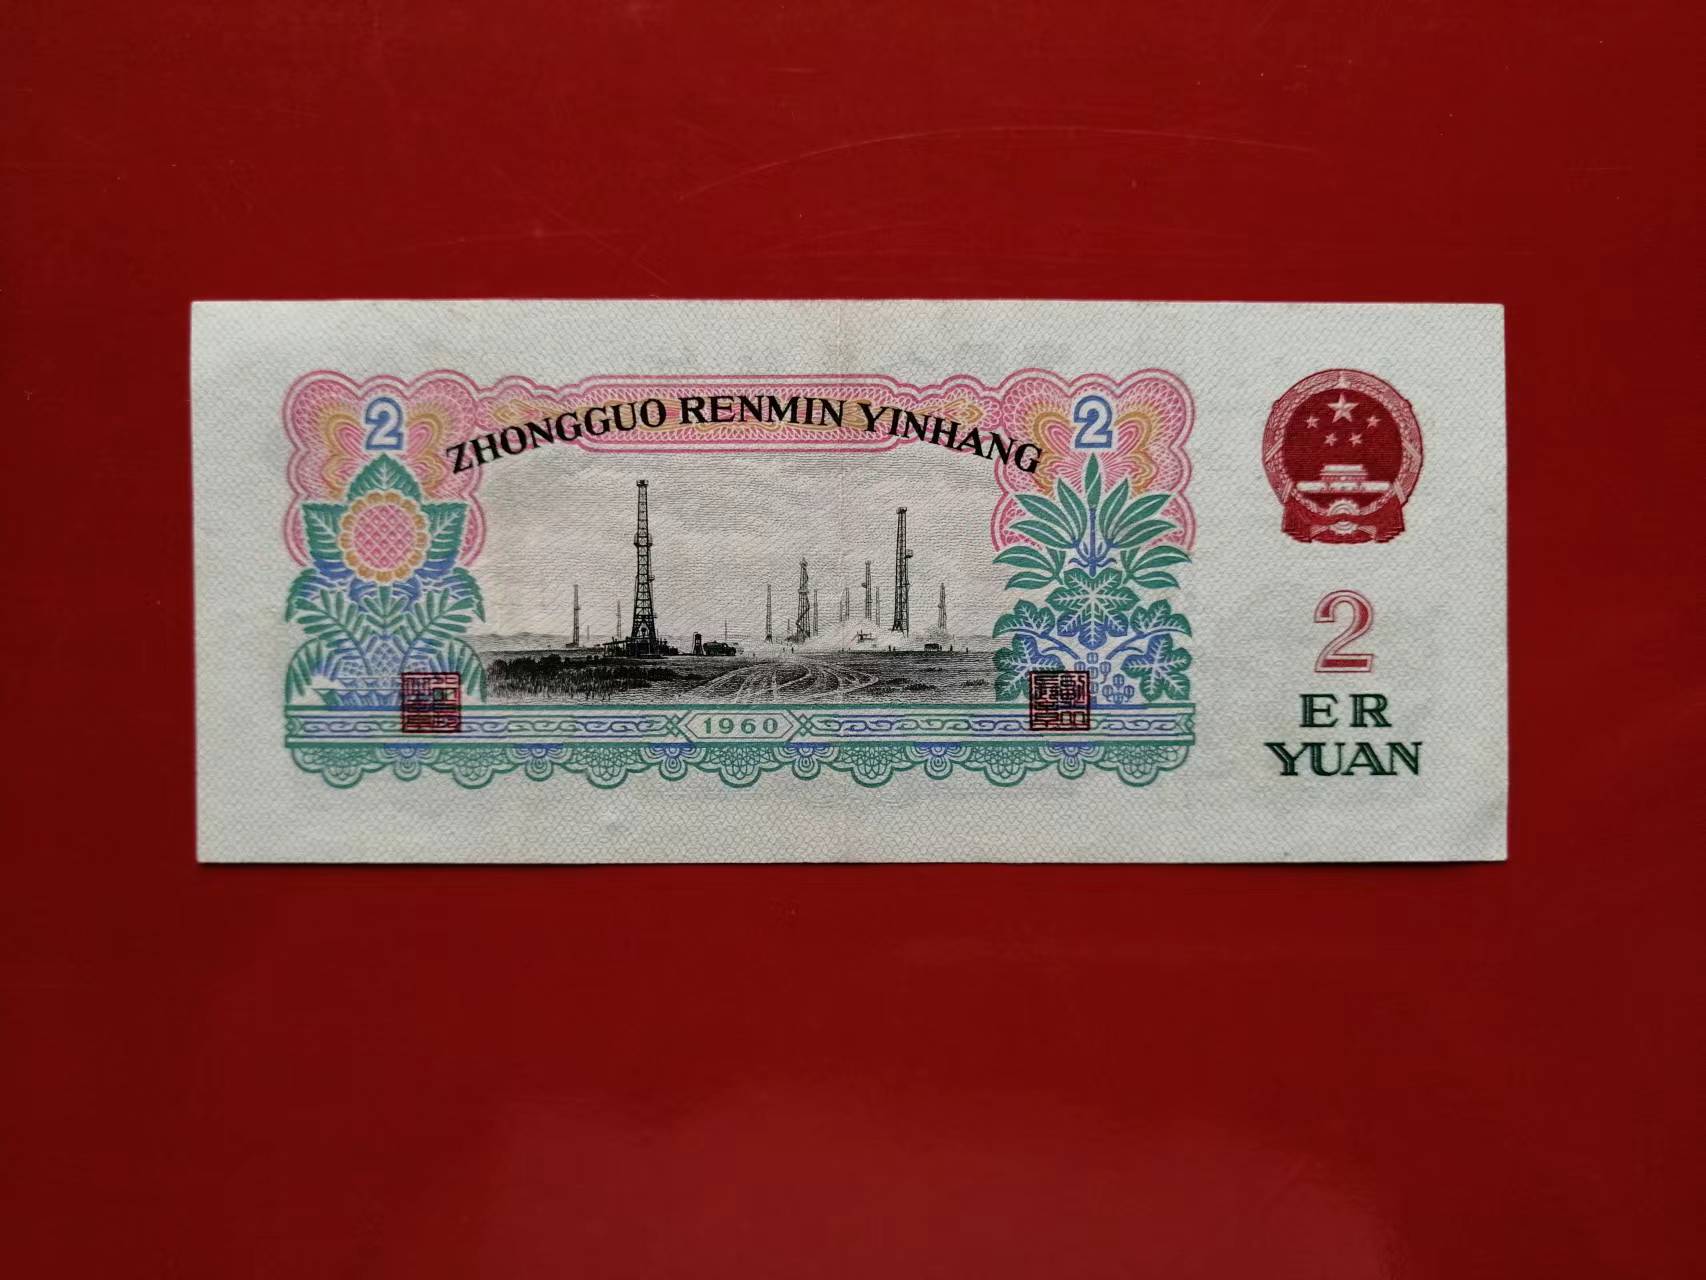 ZHONGGUO RENMIN YINHANG
2
2
1960
2
ER
YUAN